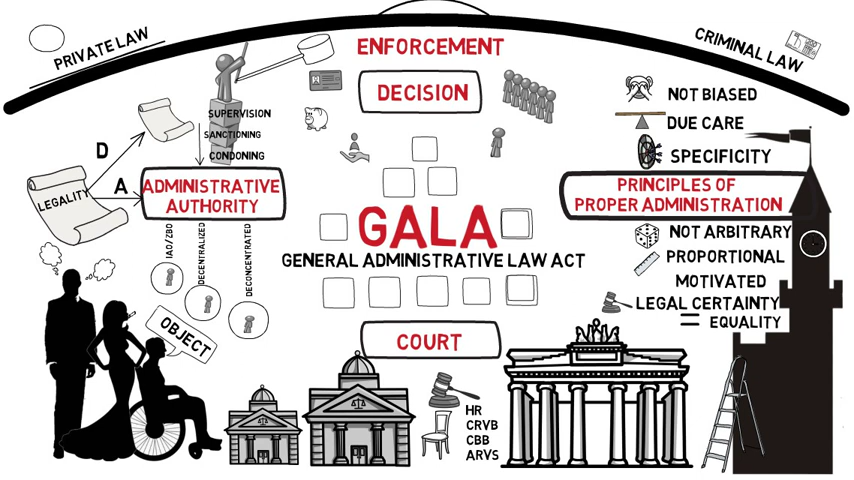 PRIVATE LAW
ENFORCEMENT
CRIMINAL LAW
DECISION
SUPERVISION
SANCTIONING
CONDONING
D
A
LEGALITY
ADMINISTRATIVE
AUTHORITY
IAO/ZBO
DECENTRALIZED
DECONCENTRATED
NOT BIASED
DUE CARE
SPECIFICITY
PRINCIPLES OF
PROPER ADMINISTRATION
NOT ARBITRARY
PROPORTIONAL
MOTIVATED
LEGAL CERTAINTY
= EQUALITY
GALA
GENERAL ADMINISTRATIVE LAW ACT
OBJECT
COURT
HR
CRVB
CBB
ARVS